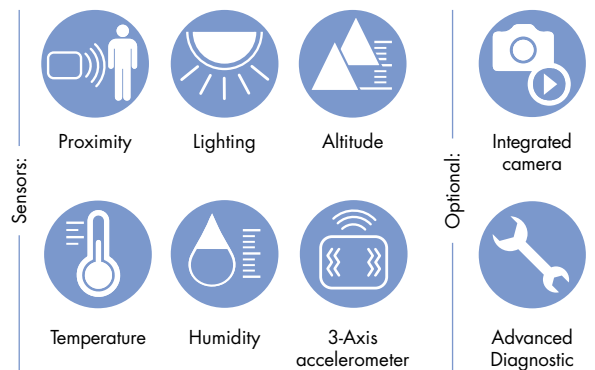 Sensors:
Proximity
Lighting
Altitude
Temperature
Humidity
3-Axis
accelerometer
Optional:
Integrated
camera
Advanced
Diagnostic